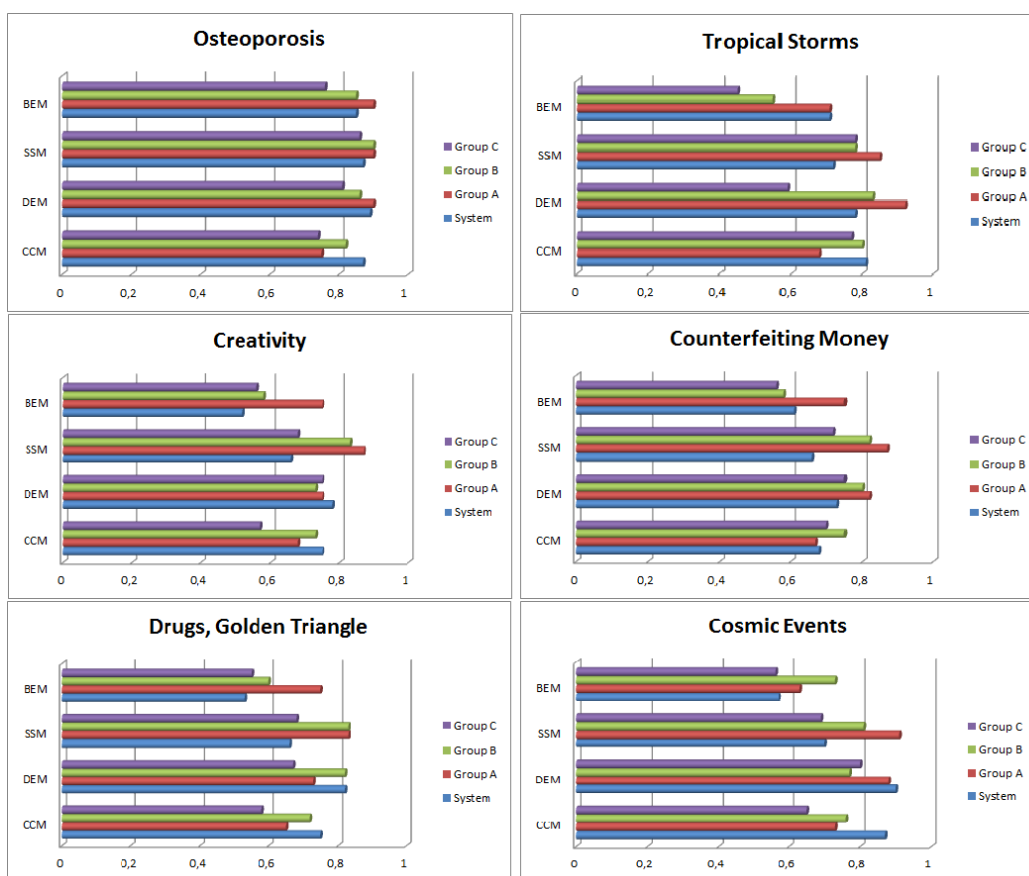 Osteoporosis
BEM
SSM
DEM
CCM
Group C
Group B
Group A
System
0 0,2 0,4 0,6 0,8 1
Tropical Storms
BEM
SSM
DEM
CCM
Group C
Group B
Group A
System
0 0,2 0,4 0,6 0,8 1
Creativity
BEM
SSM
DEM
CCM
Group C
Group B
Group A
System
0 0,2 0,4 0,6 0,8 1
Counterfeiting Money
BEM
SSM
DEM
CCM
Group C
Group B
Group A
System
0 0,2 0,4 0,6 0,8 1
Drugs, Golden Triangle
BEM
SSM
DEM
CCM
Group C
Group B
Group A
System
0 0,2 0,4 0,6 0,8 1
Cosmic Events
BEM
SSM
DEM
CCM
Group C
Group B
Group A
System
0 0,2 0,4 0,6 0,8 1